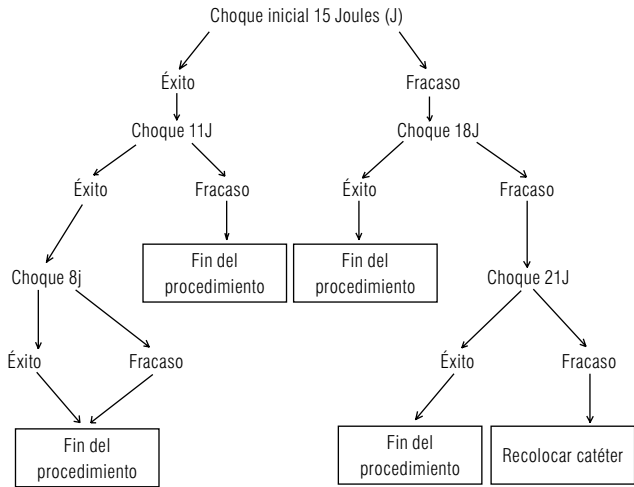 Choque inicial 15 Joules (J)
Éxito
Fracaso
Choque 11J
Choque 18J
Éxito
Fracaso
Éxito
Fracaso
Fin del
procedimiento
Fin del
procedimiento
Choque 8j
Choque 21J
Éxito
Fracaso
Éxito
Fracaso
Fin del
procedimiento
Fin del
procedimiento
Recolocar catéter